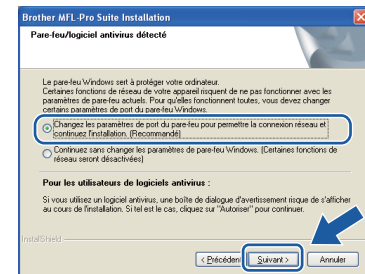 Brother MFL-Pro Suite Installation
Pare-feu/logiciel antivirus détecté
Le pare-feu Windows sert à protéger votre ordinateur.
Certaines fonctions de réseau de votre appareil risquent de ne pas fonctionner avec les
paramètres de pare-feu actuels. Pour qu'elles fonctionnent toutes, vous devez changer
certains paramètres de port du pare-feu Windows.
Changez les paramètres de port du pare-feu pour permettre la connexion réseau et
continuez l'installation. (Recommandé)
Continuez sans changer les paramètres de pare-feu Windows. (Certaines fonctions de
réseau seront désactivées)
Pour les utilisateurs de logiciels antivirus :
Si vous utilisez un logiciel antivirus, une boîte de dialogue d'avertissement risque de s'afficher
au cours de l'installation. Si tel est le cas, cliquez sur "Autoriser" pour continuer.
InstallShield
< Précédent Suivant > Annuler